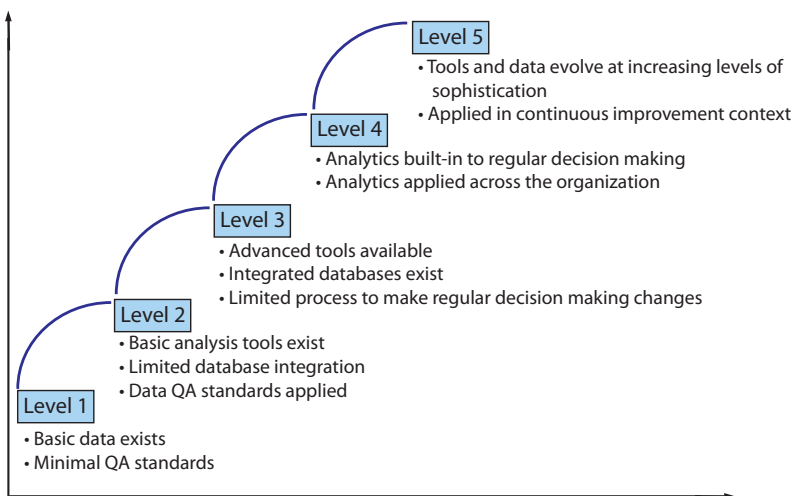 Level 5
• Tools and data evolve at increasing levels of
sophistication
• Applied in continuous improvement context
Level 4
• Analytics built-in to regular decision making
• Analytics applied across the organization
Level 3
• Advanced tools available
• Integrated databases exist
• Limited process to make regular decision making changes
Level 2
• Basic analysis tools exist
• Limited database integration
• Data QA standards applied
Level 1
• Basic data exists
• Minimal QA standards